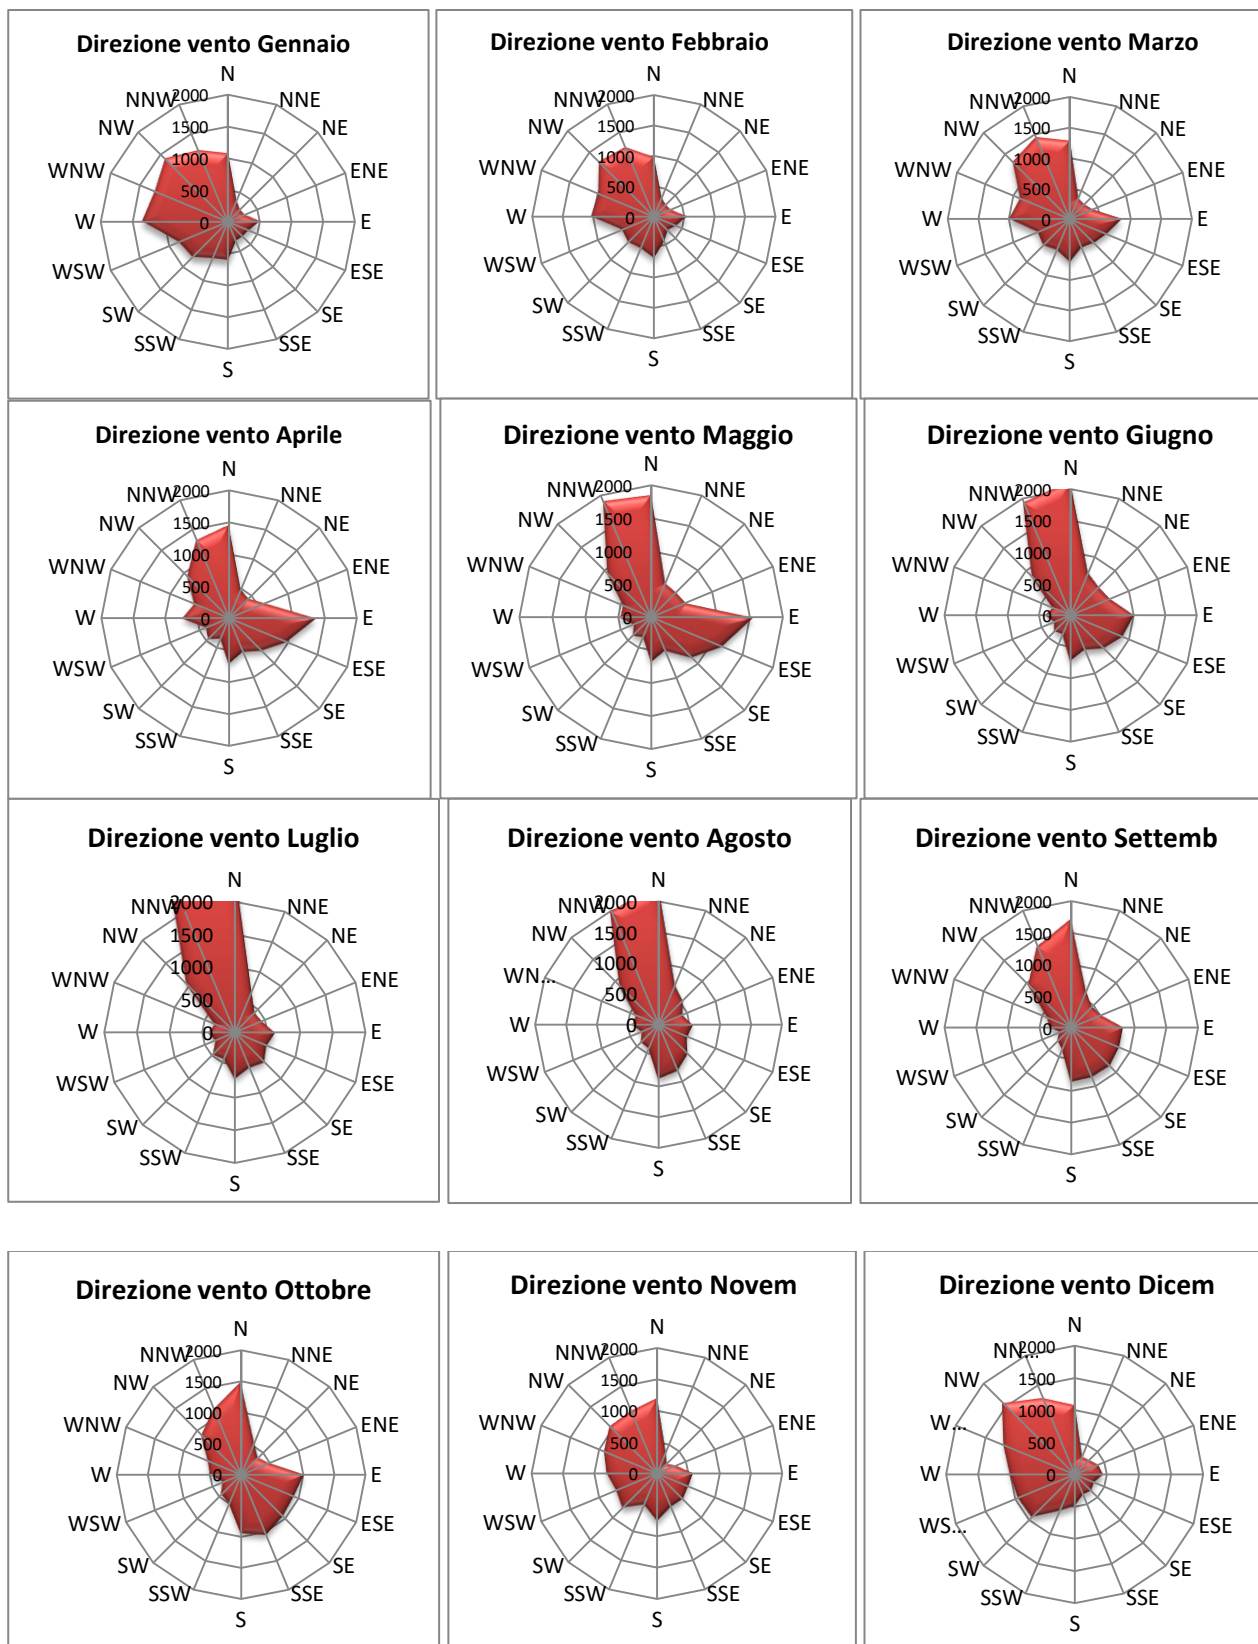 Direzione vento Gennaio
N
NNE
NE
ENE
E
ESE
SE
SSE
S
SSW
SW
WSW
W
WNW
NW
NNW
2000
1500
1000
500
0
Direzione vento Febbraio
N
NNE
NE
ENE
E
ESE
SE
SSE
S
SSW
SW
WSW
W
WNW
NW
NNW
2000
1500
1000
500
0
Direzione vento Marzo
N
NNE
NE
ENE
E
ESE
SE
SSE
S
SSW
SW
WSW
W
WNW
NW
NNW
2000
1500
1000
500
0
Direzione vento Aprile
N
NNE
NE
ENE
E
ESE
SE
SSE
S
SSW
SW
WSW
W
WNW
NW
NNW
2000
1500
1000
500
0
Direzione vento Maggio
N
NNE
NE
ENE
E
ESE
SE
SSE
S
SSW
SW
WSW
W
WNW
NW
NNW
2000
1500
1000
500
0
Direzione vento Giugno
N
NNE
NE
ENE
E
ESE
SE
SSE
S
SSW
SW
WSW
W
WNW
NW
NNW
2000
1500
1000
500
0
Direzione vento Luglio
N
NNE
NE
ENE
E
ESE
SE
SSE
S
SSW
SW
WSW
W
WNW
NW
NNW
2000
1500
1000
500
0
Direzione vento Agosto
N
NNE
NE
ENE
E
ESE
SE
SSE
S
SSW
SW
WSW
W
WN...
NW
NNW
2000
1500
1000
500
0
Direzione vento Settemb
N
NNE
NE
ENE
E
ESE
SE
SSE
S
SSW
SW
WSW
W
WNW
NW
NNW
2000
1500
1000
500
0
Direzione vento Ottobre
N
NNE
NE
ENE
E
ESE
SE
SSE
S
SSW
SW
WSW
W
WNW
NW
NNW
2000
1500
1000
500
0
Direzione vento Novem
N
NNE
NE
ENE
E
ESE
SE
SSE
S
SSW
SW
WSW
W
WNW
NW
NNW
2000
1500
1000
500
0
Direzione vento Dicem
N
NNE
NE
ENE
E
ESE
SE
SSE
S
SSW
SW
WS...
W
W...
NW
NN...
2000
1500
1000
500
0